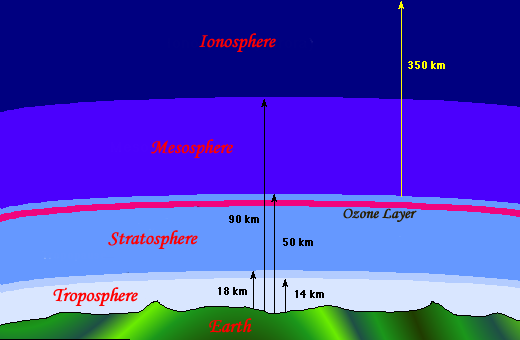 Ionosphere
350 km
Mesosphere
Ozone Layer
90 km
Stratosphere
50 km
18 km
14 km
Troposphere
Earth